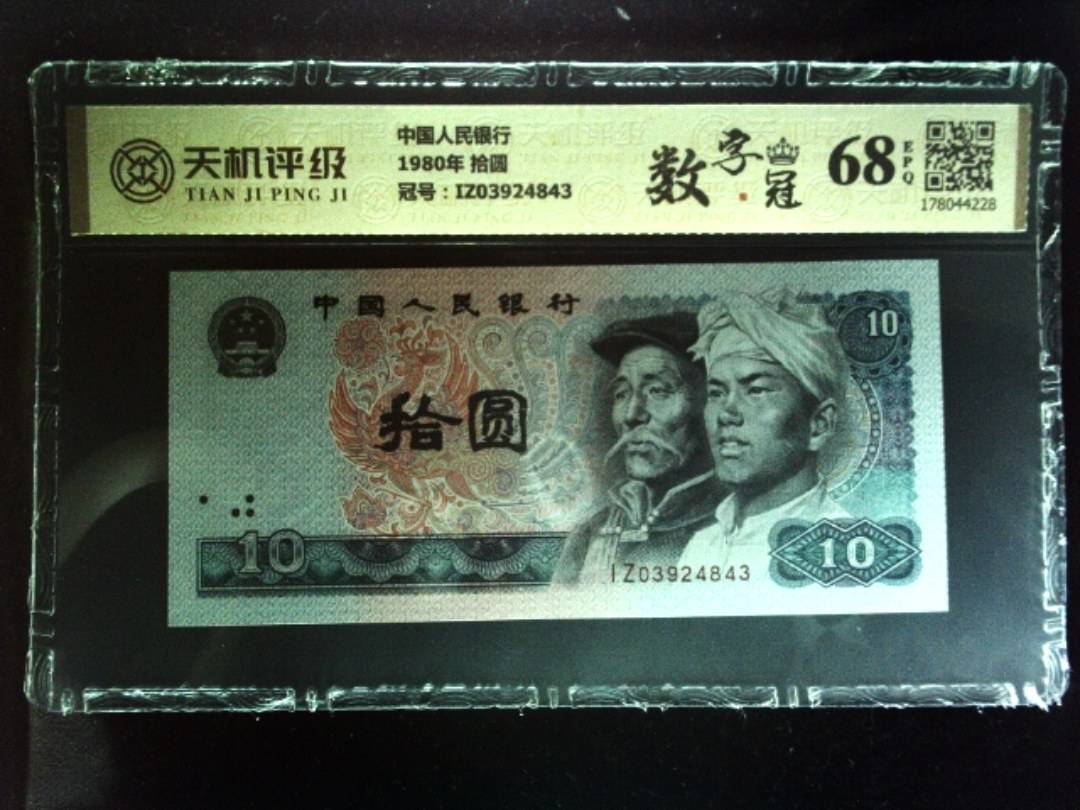 天机评级
TIAN JI PING JI
中国人民银行
1980年 拾圆
冠号：IZ03924843
数字冠
68
EPQ
178044228
中国人民银行
10
拾圆
10
IZ03924843
10